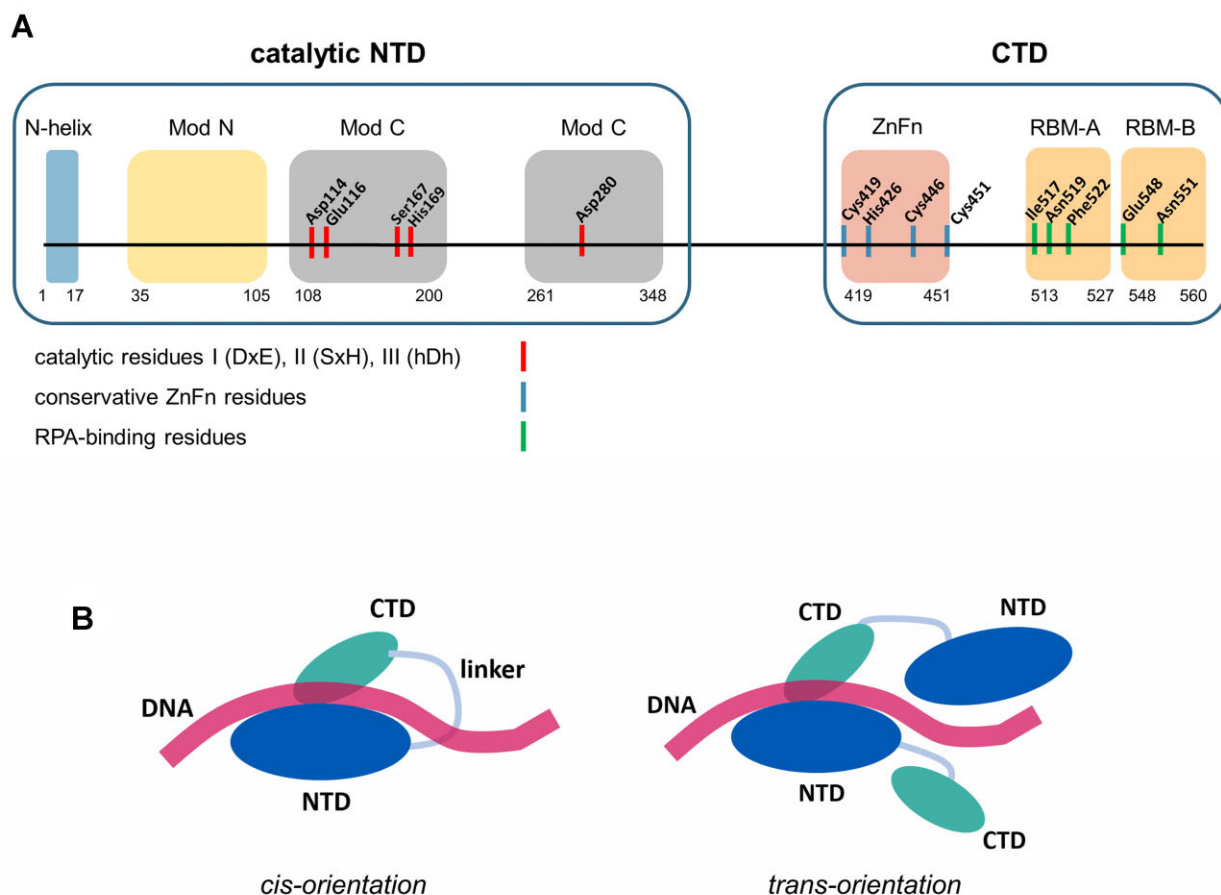 A
catalytic NTD
CTD
N-helix
Mod N
Mod C
Mod C
ZnFn
RBM-A
RBM-B
Asp114
Glu116
Ser167
His169
Asp280
Cys419
His426
Cys446
Cys451
Ile517
Asn519
Phe522
Glu548
Asn551
1 17 35 105 108 200 261 348 419 451 513 527 548 560
catalytic residues I (DxE), II (SxH), III (hDh)
conservative ZnFn residues
RPA-binding residues
B
CTD
linker
DNA
NTD
cis-orientation
CTD
NTD
DNA
NTD
CTD
trans-orientation